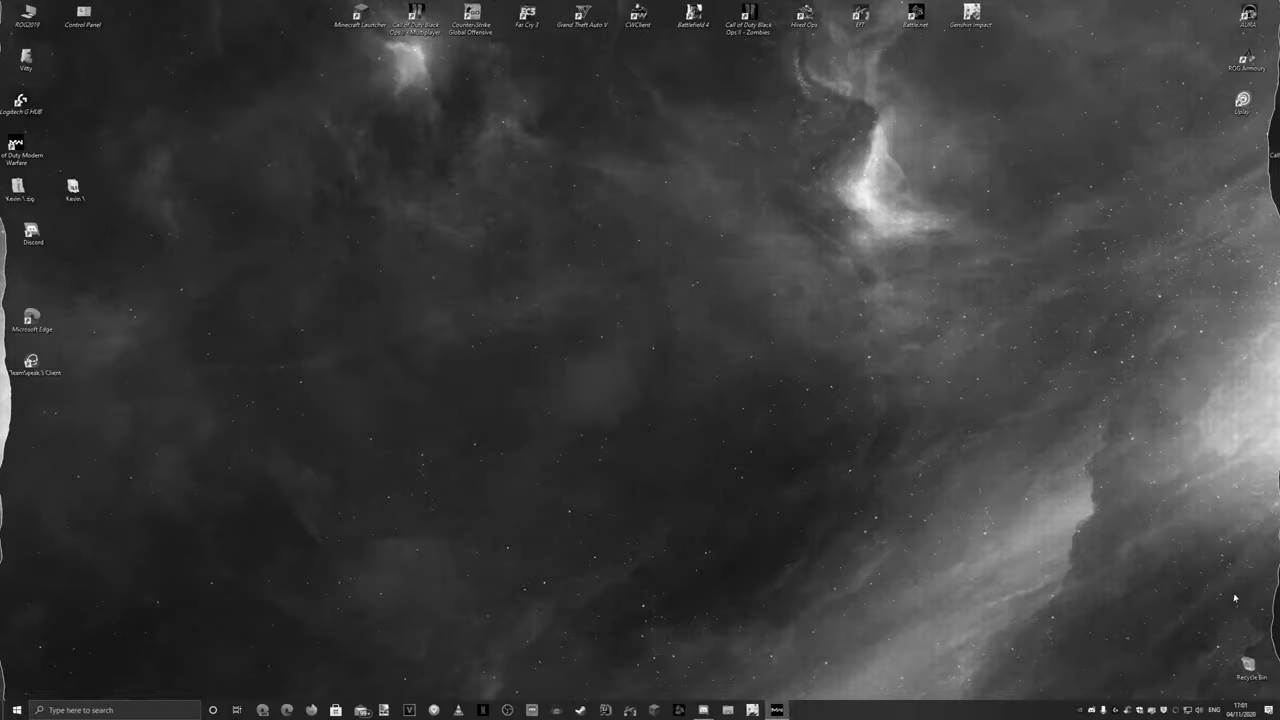 ROG2019
Control Panel
Minecraft Launcher
Call of Duty Black
Ops II - Multiplayer
Counter-Strike
Global Offensive
Far Cry 3
Grand Theft Auto V
CWClient
Battlefield 4
Call of Duty Black
Ops II - Zombies
Hired Ops
EFT
Battle.net
Genshin Impact
AURA
Vitty
ROG Armoury
Logitech G HUB
Uplay
of Duty Modern
Warfare
Call
Kevin \.zip
Kevin \
Discord
Microsoft Edge
TeamSpeak 3 Client
Recycle Bin
Type here to search
99+
ENG
17:01
04/11/2020